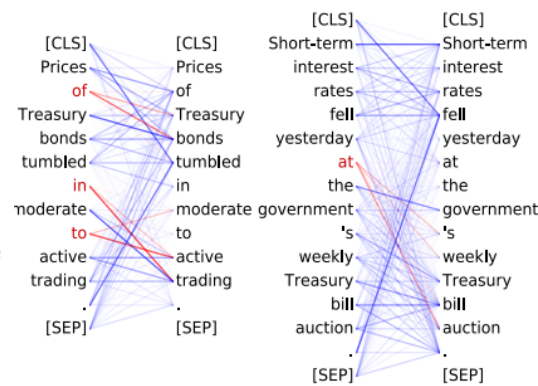 [CLS] [CLS]
Prices Prices
of of
Treasury Treasury
bonds bonds
tumbled tumbled
in in
moderate moderate
to to
active active
trading trading
. .
[SEP] [SEP]
[CLS] [CLS]
Short-term Short-term
interest interest
rates rates
fell fell
yesterday yesterday
at at
the the
government government
's 's
weekly weekly
Treasury Treasury
bill bill
auction auction
. .
[SEP] [SEP]